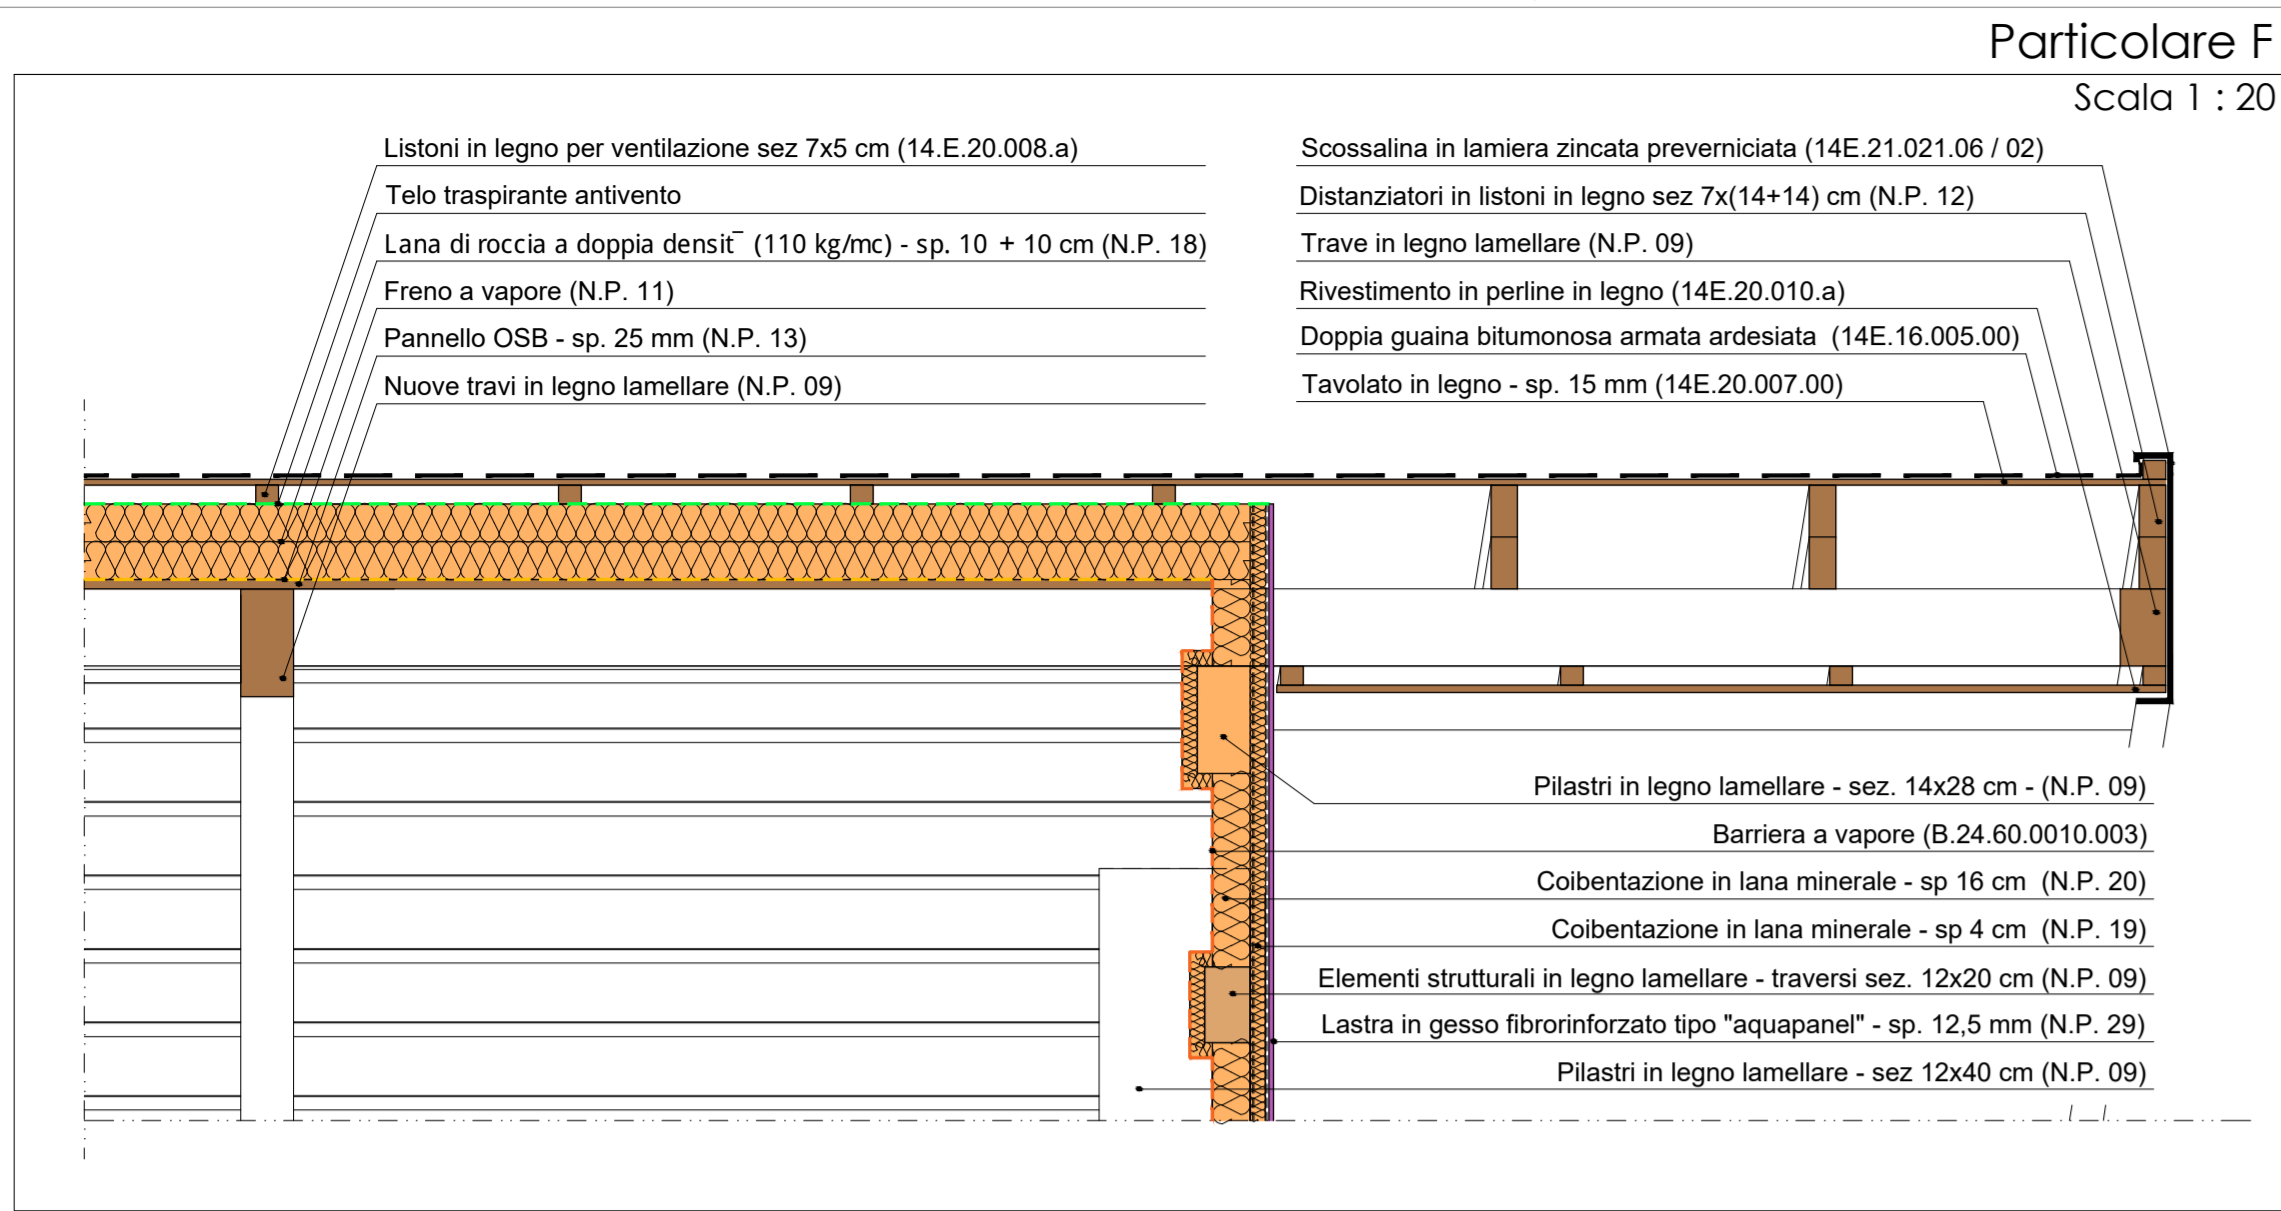 Particolare F
Scala 1 : 20
Listoni in legno per ventilazione sez 7x5 cm (14.E.20.008.a)
Telo traspirante antivento
Lana di roccia a doppia densit¯ (110 kg/mc) - sp. 10 + 10 cm (N.P. 18)
Freno a vapore (N.P. 11)
Pannello OSB - sp. 25 mm (N.P. 13)
Nuove travi in legno lamellare (N.P. 09)
Scossalina in lamiera zincata preverniciata (14E.21.021.06 / 02)
Distanziatori in listoni in legno sez 7x(14+14) cm (N.P. 12)
Trave in legno lamellare (N.P. 09)
Rivestimento in perline in legno (14E.20.010.a)
Doppia guaina bitumonosa armata ardesiata (14E.16.005.00)
Tavolato in legno - sp. 15 mm (14E.20.007.00)
Pilastri in legno lamellare - sez. 14x28 cm - (N.P. 09)
Barriera a vapore (B.24.60.0010.003)
Coibentazione in lana minerale - sp 16 cm (N.P. 20)
Coibentazione in lana minerale - sp 4 cm (N.P. 19)
Elementi strutturali in legno lamellare - traversi sez. 12x20 cm (N.P. 09)
Lastra in gesso fibrorinforzato tipo "aquapanel" - sp. 12,5 mm (N.P. 29)
Pilastri in legno lamellare - sez 12x40 cm (N.P. 09)